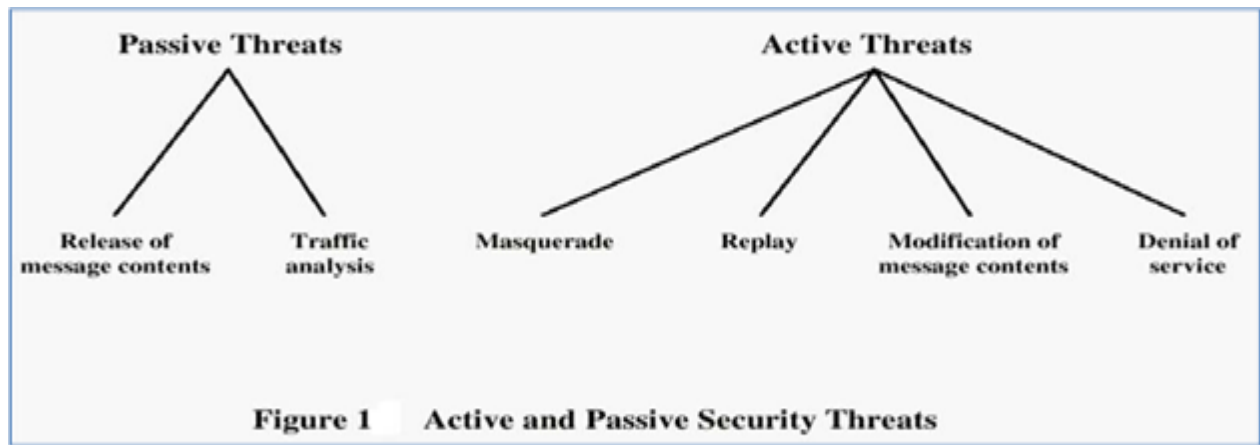 Passive Threats
Active Threats
Release of
message contents
Traffic
analysis
Masquerade
Replay
Modification of
message contents
Denial of
service
Figure 1 Active and Passive Security Threats